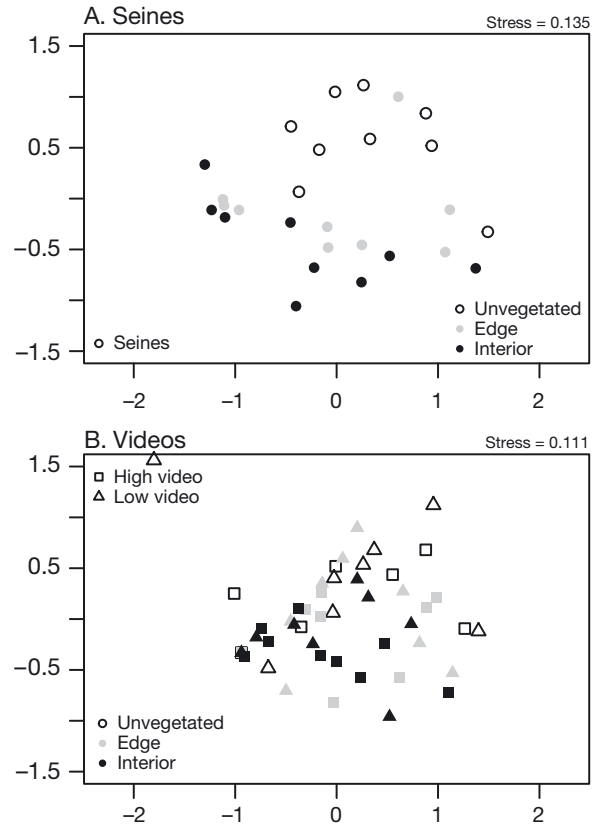 A. Seines
Stress = 0.135
1.5
0.5
−0.5
−1.5
Unvegetated
Edge
Interior
Seines
−2 −1 0 1 2
B. Videos
Stress = 0.111
1.5
0.5
−0.5
−1.5
High video
Low video
Unvegetated
Edge
Interior
−2 −1 0 1 2